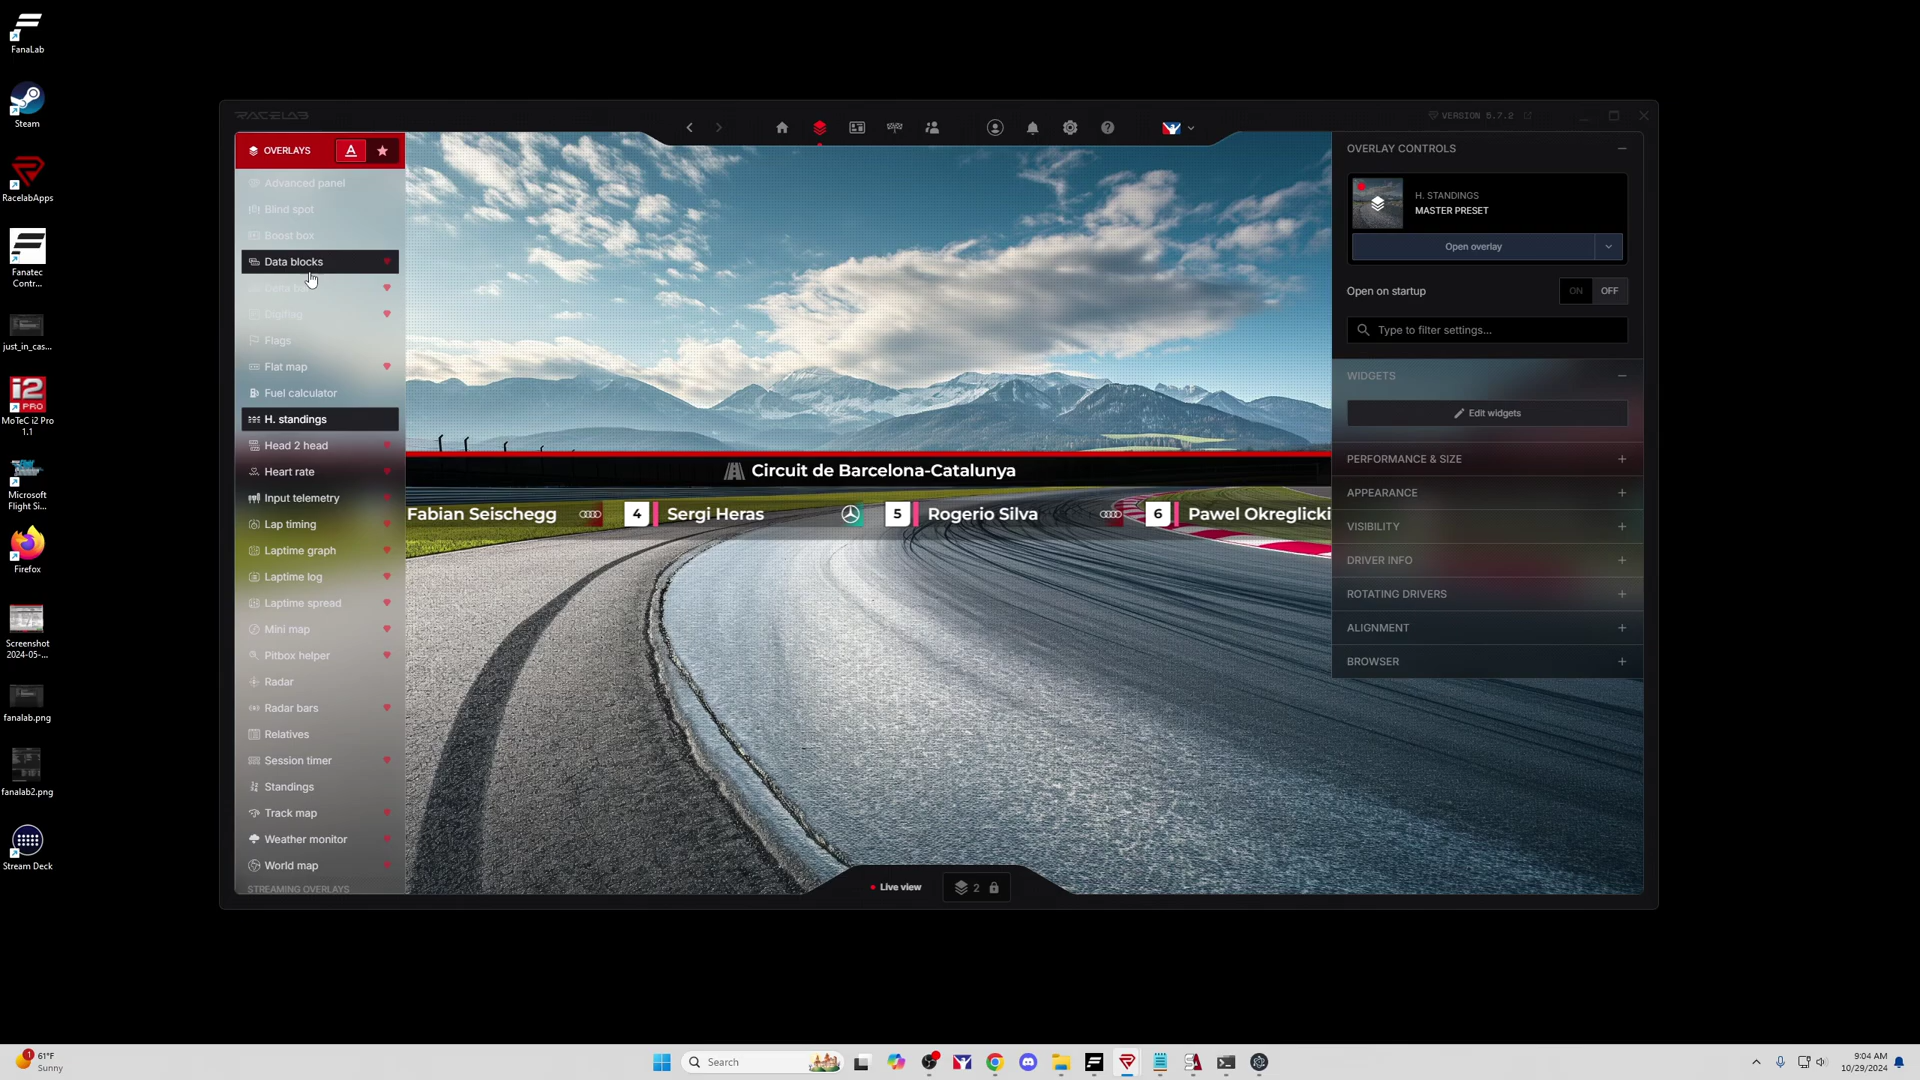 FanaLab
Steam
RacelabApps
Fanatec
Contr...
just_in_cas...
i2
PRO
MoTeC i2 Pro
1.1
Microsoft
Flight Si...
Firefox
Screenshot
2024-05-...
fanalab.png
fanalab2.png
Stream Deck
RACELAB
VERSION 5.7.2
OVERLAYS
A
Advanced panel
Blind spot
Boost box
Data blocks
Digiflag
Flags
Flat map
Fuel calculator
H. standings
Head 2 head
Heart rate
Input telemetry
Lap timing
Laptime graph
Laptime log
Laptime spread
Mini map
Pitbox helper
Radar
Radar bars
Relatives
Session timer
Standings
Track map
Weather monitor
World map
STREAMING OVERLAYS
Circuit de Barcelona-Catalunya
Fabian Seischegg 4 Sergi Heras 5 Rogerio Silva 6 Pawel Okreglicki
Live view 2
OVERLAY CONTROLS
H. STANDINGS
MASTER PRESET
Open overlay
Open on startup ON OFF
Type to filter settings...
WIDGETS
Edit widgets
PERFORMANCE & SIZE
APPEARANCE
VISIBILITY
DRIVER INFO
ROTATING DRIVERS
ALIGNMENT
BROWSER
1
61°F
Sunny
Search
9:04 AM
10/29/2024